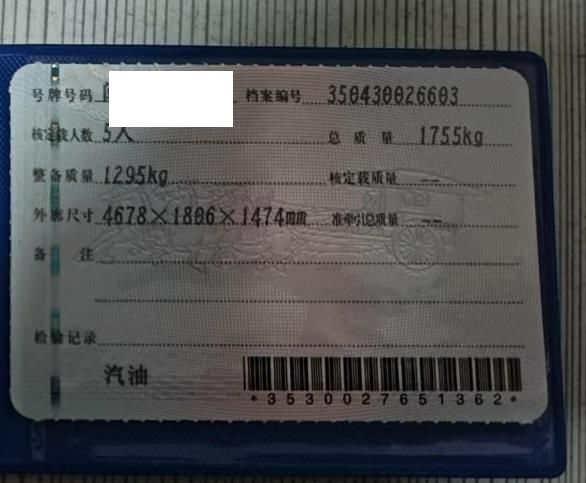 号牌号码 档案编号 350430026603
核定载人数 5人 总质量 1755kg
整备质量 1295kg 核定载质量 --
外廓尺寸 4678×1806×1474mm 准牵引总质量 --
备注
检验记录
汽油
*3530027651362*